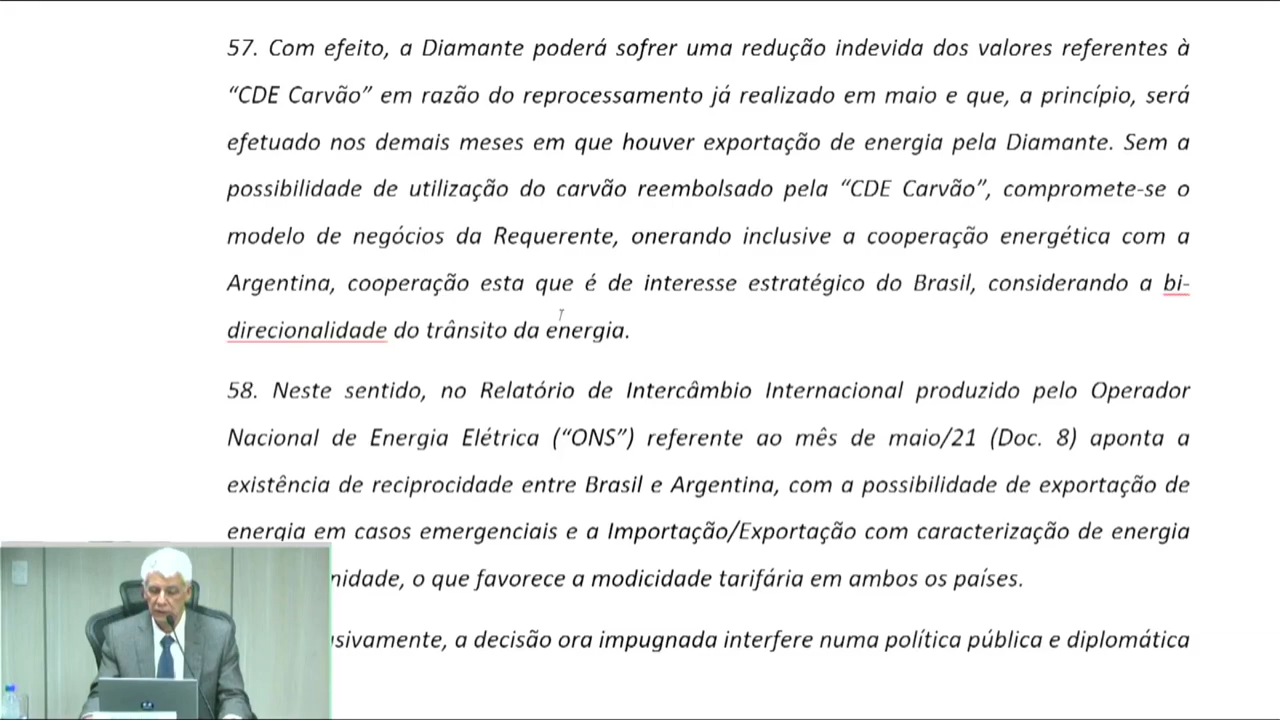 57. Com efeito, a Diamante poderá sofrer uma redução indevida dos valores referentes à
“CDE Carvão” em razão do reprocessamento já realizado em maio e que, a princípio, será
efetuado nos demais meses em que houver exportação de energia pela Diamante. Sem a
possibilidade de utilização do carvão reembolsado pela “CDE Carvão”, compromete-se o
modelo de negócios da Requerente, onerando inclusive a cooperação energética com a
Argentina, cooperação esta que é de interesse estratégico do Brasil, considerando a bi-
direcionalidade do trânsito da energia.
58. Neste sentido, no Relatório de Intercâmbio Internacional produzido pelo Operador
Nacional de Energia Elétrica (“ONS”) referente ao mês de maio/21 (Doc. 8) aponta a
existência de reciprocidade entre Brasil e Argentina, com a possibilidade de exportação de
energia em casos emergenciais e a Importação/Exportação com caracterização de energia
nidade, o que favorece a modicidade tarifária em ambos os países.
sivamente, a decisão ora impugnada interfere numa política pública e diplomática